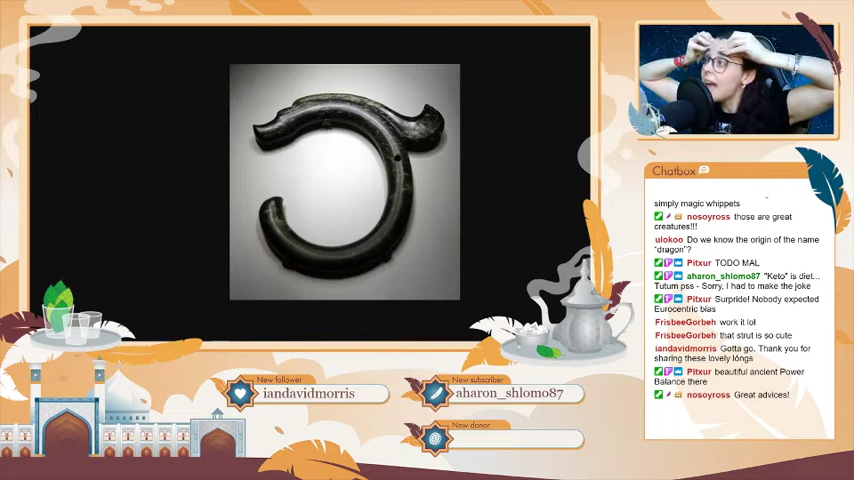 Chatbox
simply magic whippets
nosoyross those are great
creatures!!!
ulokoo Do we know the origin of the name
"dragon"?
Pitxur TODO MAL
aharon_shlomo87 "Keto" is diet...
Tutum pss - Sorry, I had to make the joke
Pitxur Surpride! Nobody expected
Eurocentric bias
FrisbeeGorbeh work it lol
FrisbeeGorbeh that strut is so cute
iandavidmorris Gotta go. Thank you for
sharing these lovely lóngs
Pitxur beautiful ancient Power
Balance there
nosoyross Great advices!
New follower
iandavidmorris
New subscriber
aharon_shlomo87
New donor